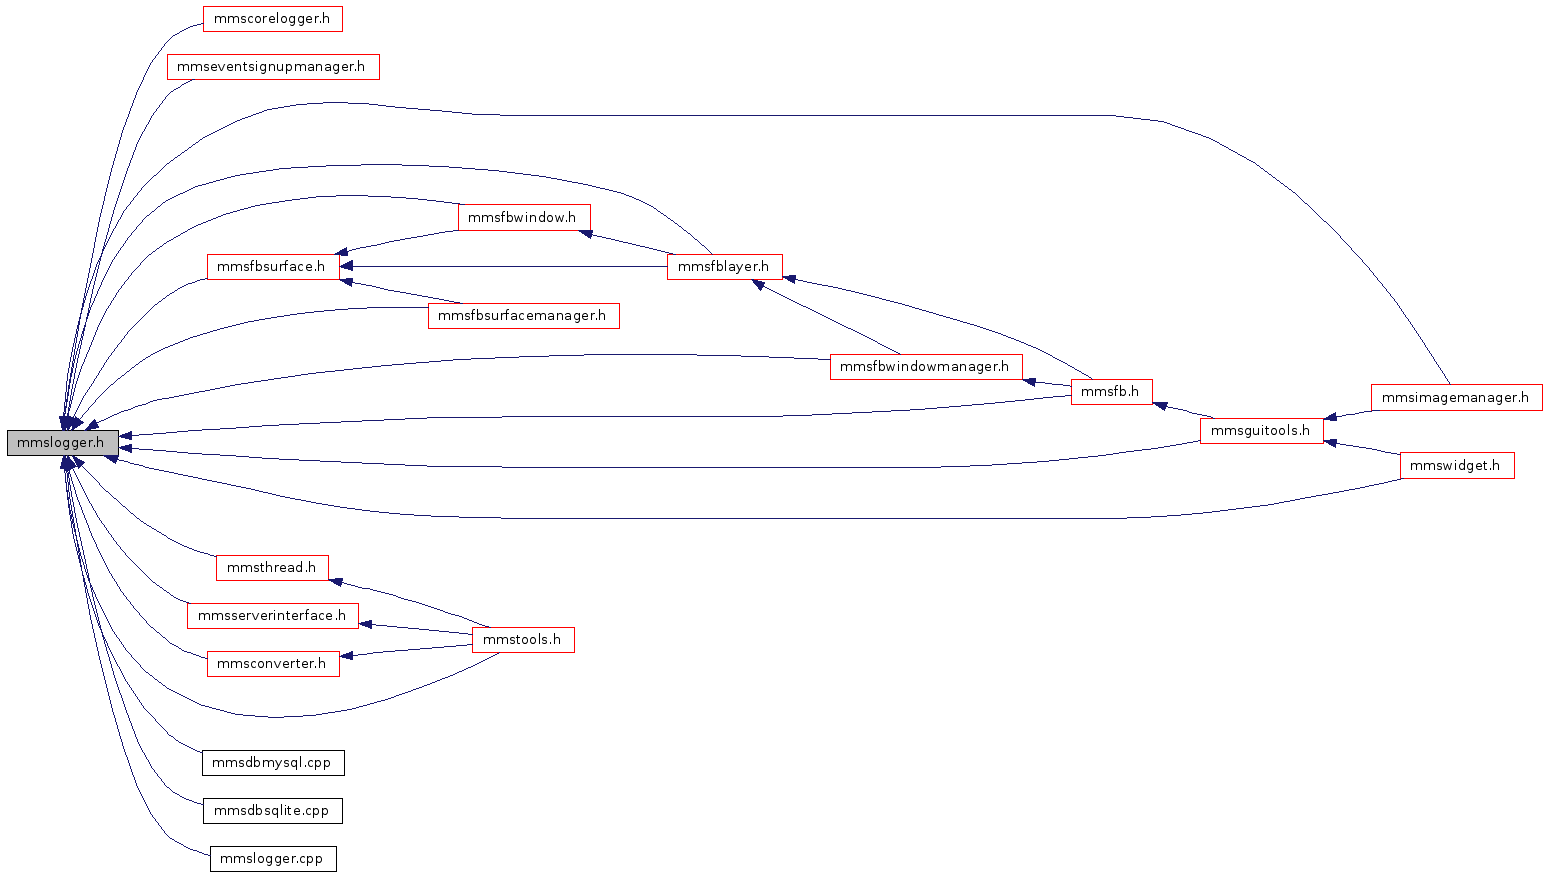 mmscorelogger.h
mmseventsignupmanager.h
mmsfbwindow.h
mmsfbsurface.h
mmsfblayer.h
mmsfbsurfacemanager.h
mmsfbwindowmanager.h
mmsfb.h
mmsimagemanager.h
mmsguitools.h
mmslogger.h
mmswidget.h
mmsthread.h
mmsserverinterface.h
mmstools.h
mmsconverter.h
mmsdbmysql.cpp
mmsdbsqlite.cpp
mmslogger.cpp